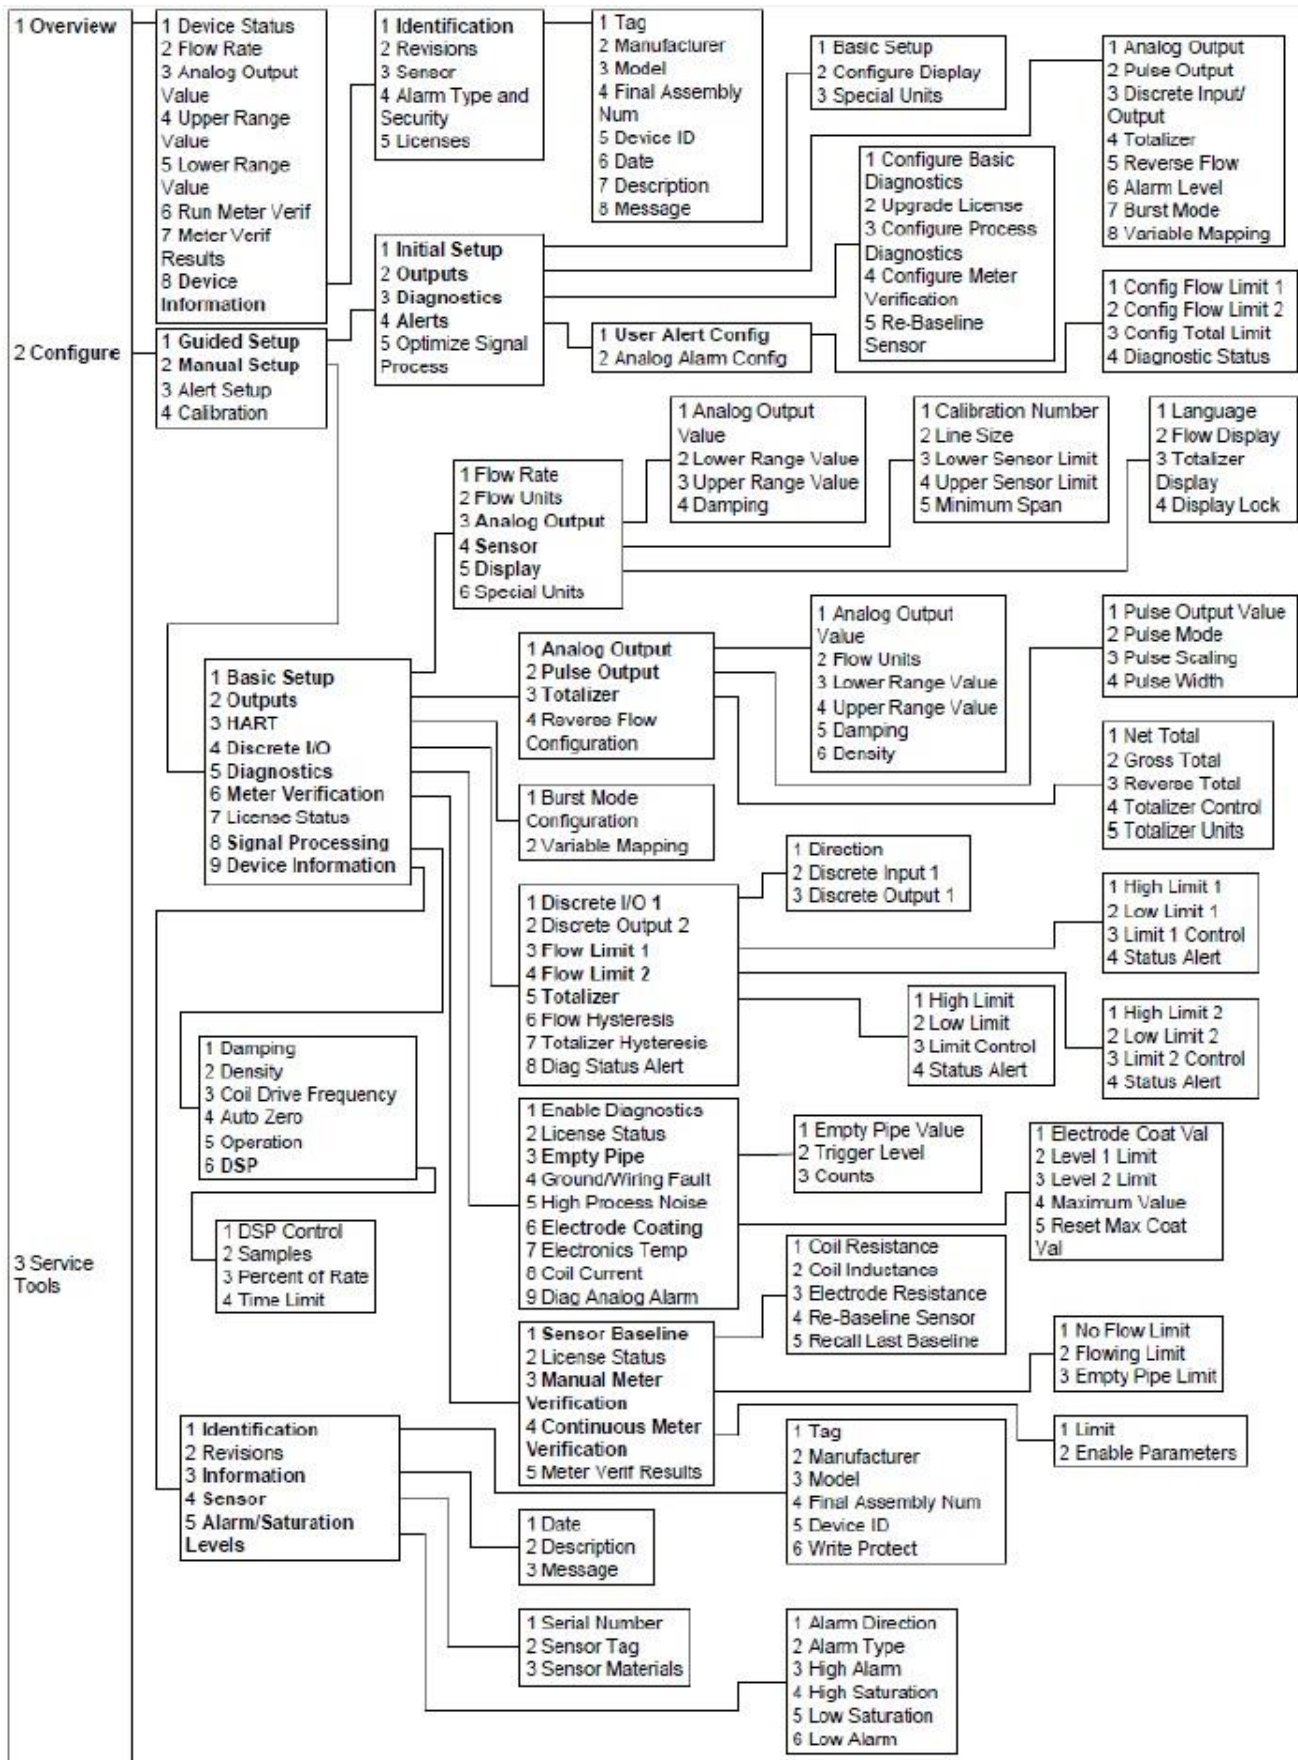 1 Overview
1 Device Status
2 Flow Rate
3 Analog Output
Value
4 Upper Range
Value
5 Lower Range
Value
6 Run Meter Verif
7 Meter Verif
Results
8 Device
Information
1 Identification
2 Revisions
3 Sensor
4 Alarm Type and
Security
5 Licenses
1 Tag
2 Manufacturer
3 Model
4 Final Assembly
Num
5 Device ID
6 Date
7 Description
8 Message
2 Configure
1 Guided Setup
2 Manual Setup
3 Alert Setup
4 Calibration
1 Initial Setup
2 Outputs
3 Diagnostics
4 Alerts
5 Optimize Signal
Process
1 Basic Setup
2 Configure Display
3 Special Units
1 Analog Output
2 Pulse Output
3 Discrete Input/
Output
4 Totalizer
5 Reverse Flow
6 Alarm Level
7 Burst Mode
8 Variable Mapping
1 Configure Basic
Diagnostics
2 Upgrade License
3 Configure Process
Diagnostics
4 Configure Meter
Verification
5 Re-Baseline
Sensor
1 User Alert Config
2 Analog Alarm Config
1 Config Flow Limit 1
2 Config Flow Limit 2
3 Config Total Limit
4 Diagnostic Status
1 Basic Setup
2 Outputs
3 HART
4 Discrete I/O
5 Diagnostics
6 Meter Verification
7 License Status
8 Signal Processing
9 Device Information
1 Flow Rate
2 Flow Units
3 Analog Output
4 Sensor
5 Display
6 Special Units
1 Analog Output
Value
2 Lower Range Value
3 Upper Range Value
4 Damping
1 Calibration Number
2 Line Size
3 Lower Sensor Limit
4 Upper Sensor Limit
5 Minimum Span
1 Language
2 Flow Display
3 Totalizer
Display
4 Display Lock
1 Analog Output
2 Pulse Output
3 Totalizer
4 Reverse Flow
Configuration
1 Analog Output
Value
2 Flow Units
3 Lower Range Value
4 Upper Range Value
5 Damping
6 Density
1 Pulse Output Value
2 Pulse Mode
3 Pulse Scaling
4 Pulse Width
1 Net Total
2 Gross Total
3 Reverse Total
4 Totalizer Control
5 Totalizer Units
1 Burst Mode
Configuration
2 Variable Mapping
1 Discrete I/O 1
2 Discrete Output 2
3 Flow Limit 1
4 Flow Limit 2
5 Totalizer
6 Flow Hysteresis
7 Totalizer Hysteresis
8 Diag Status Alert
1 Direction
2 Discrete Input 1
3 Discrete Output 1
1 High Limit 1
2 Low Limit 1
3 Limit 1 Control
4 Status Alert
1 High Limit
2 Low Limit
3 Limit Control
4 Status Alert
1 High Limit 2
2 Low Limit 2
3 Limit 2 Control
4 Status Alert
1 Enable Diagnostics
2 License Status
3 Empty Pipe
4 Ground/Wiring Fault
5 High Process Noise
6 Electrode Coating
7 Electronics Temp
8 Coil Current
9 Diag Analog Alarm
1 Empty Pipe Value
2 Trigger Level
3 Counts
1 Electrode Coat Val
2 Level 1 Limit
3 Level 2 Limit
4 Maximum Value
5 Reset Max Coat
Val
1 Sensor Baseline
2 License Status
3 Manual Meter
Verification
4 Continuous Meter
Verification
5 Meter Verif Results
1 Coil Resistance
2 Coil Inductance
3 Electrode Resistance
4 Re-Baseline Sensor
5 Recall Last Baseline
1 No Flow Limit
2 Flowing Limit
3 Empty Pipe Limit
1 Limit
2 Enable Parameters
1 Damping
2 Density
3 Coil Drive Frequency
4 Auto Zero
5 Operation
6 DSP
1 DSP Control
2 Samples
3 Percent of Rate
4 Time Limit
3 Service
Tools
1 Identification
2 Revisions
3 Information
4 Sensor
5 Alarm/Saturation
Levels
1 Tag
2 Manufacturer
3 Model
4 Final Assembly Num
5 Device ID
6 Write Protect
1 Date
2 Description
3 Message
1 Serial Number
2 Sensor Tag
3 Sensor Materials
1 Alarm Direction
2 Alarm Type
3 High Alarm
4 High Saturation
5 Low Saturation
6 Low Alarm